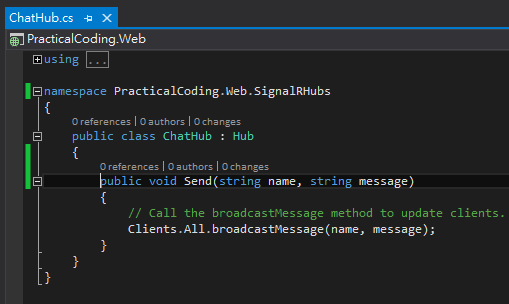 ChatHub.cs
PracticalCoding.Web
using ...
namespace PracticalCoding.Web.SignalRHubs
{
0 references | 0 authors | 0 changes
public class ChatHub : Hub
{
0 references | 0 authors | 0 changes
public void Send(string name, string message)
{
// Call the broadcastMessage method to update clients.
Clients.All.broadcastMessage(name, message);
}
}
}